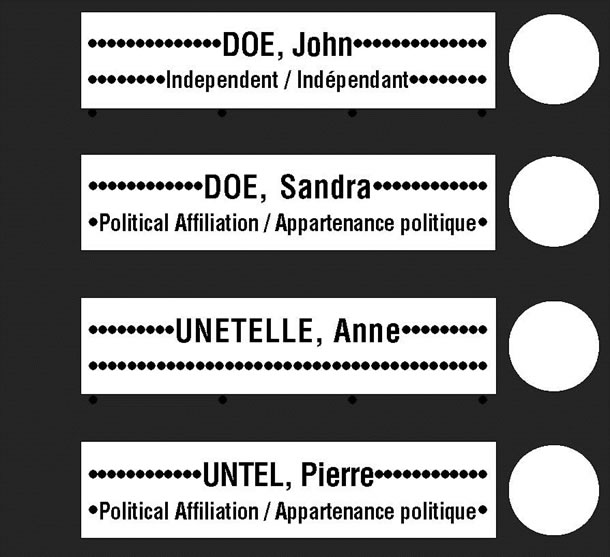 DOE, John
Independent / Indépendant
DOE, Sandra
Political Affiliation / Appartenance politique
UNETELLE, Anne
UNTEL, Pierre
Political Affiliation / Appartenance politique